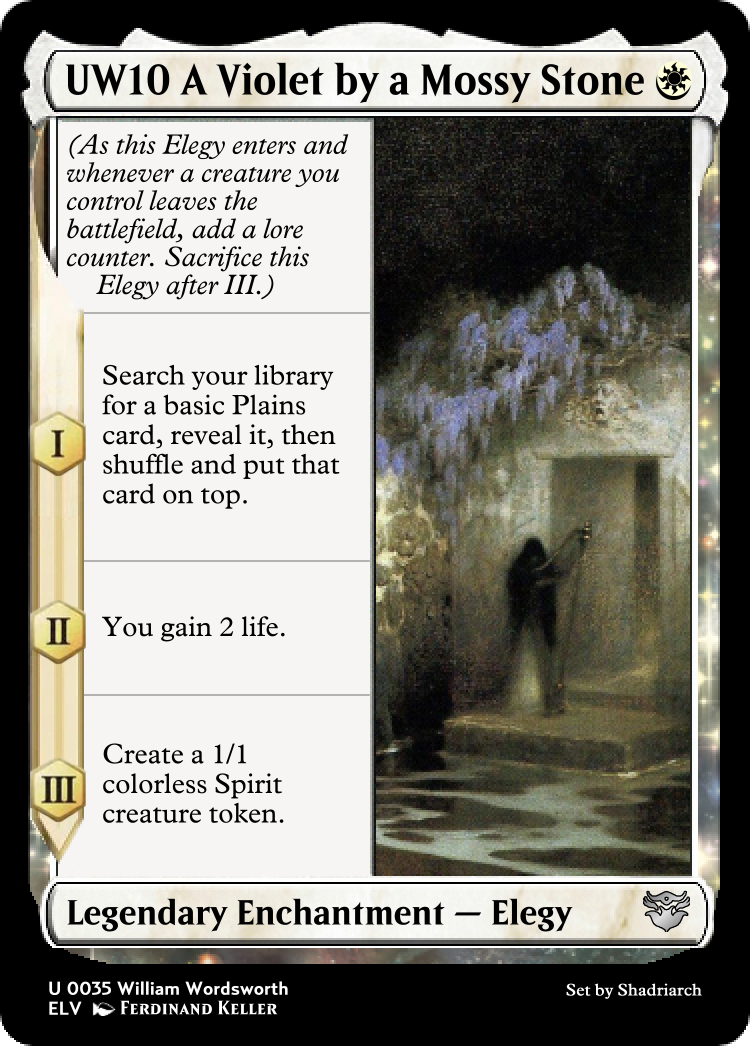 UW10 A Violet by a Mossy Stone
(As this Elegy enters and
whenever a creature you
control leaves the
battlefield, add a lore
counter. Sacrifice this
Elegy after III.)
I
Search your library
for a basic Plains
card, reveal it, then
shuffle and put that
card on top.
II
You gain 2 life.
III
Create a 1/1
colorless Spirit
creature token.
Legendary Enchantment — Elegy
U 0035 William Wordsworth
ELV Ferdinand Keller
Set by Shadriarch